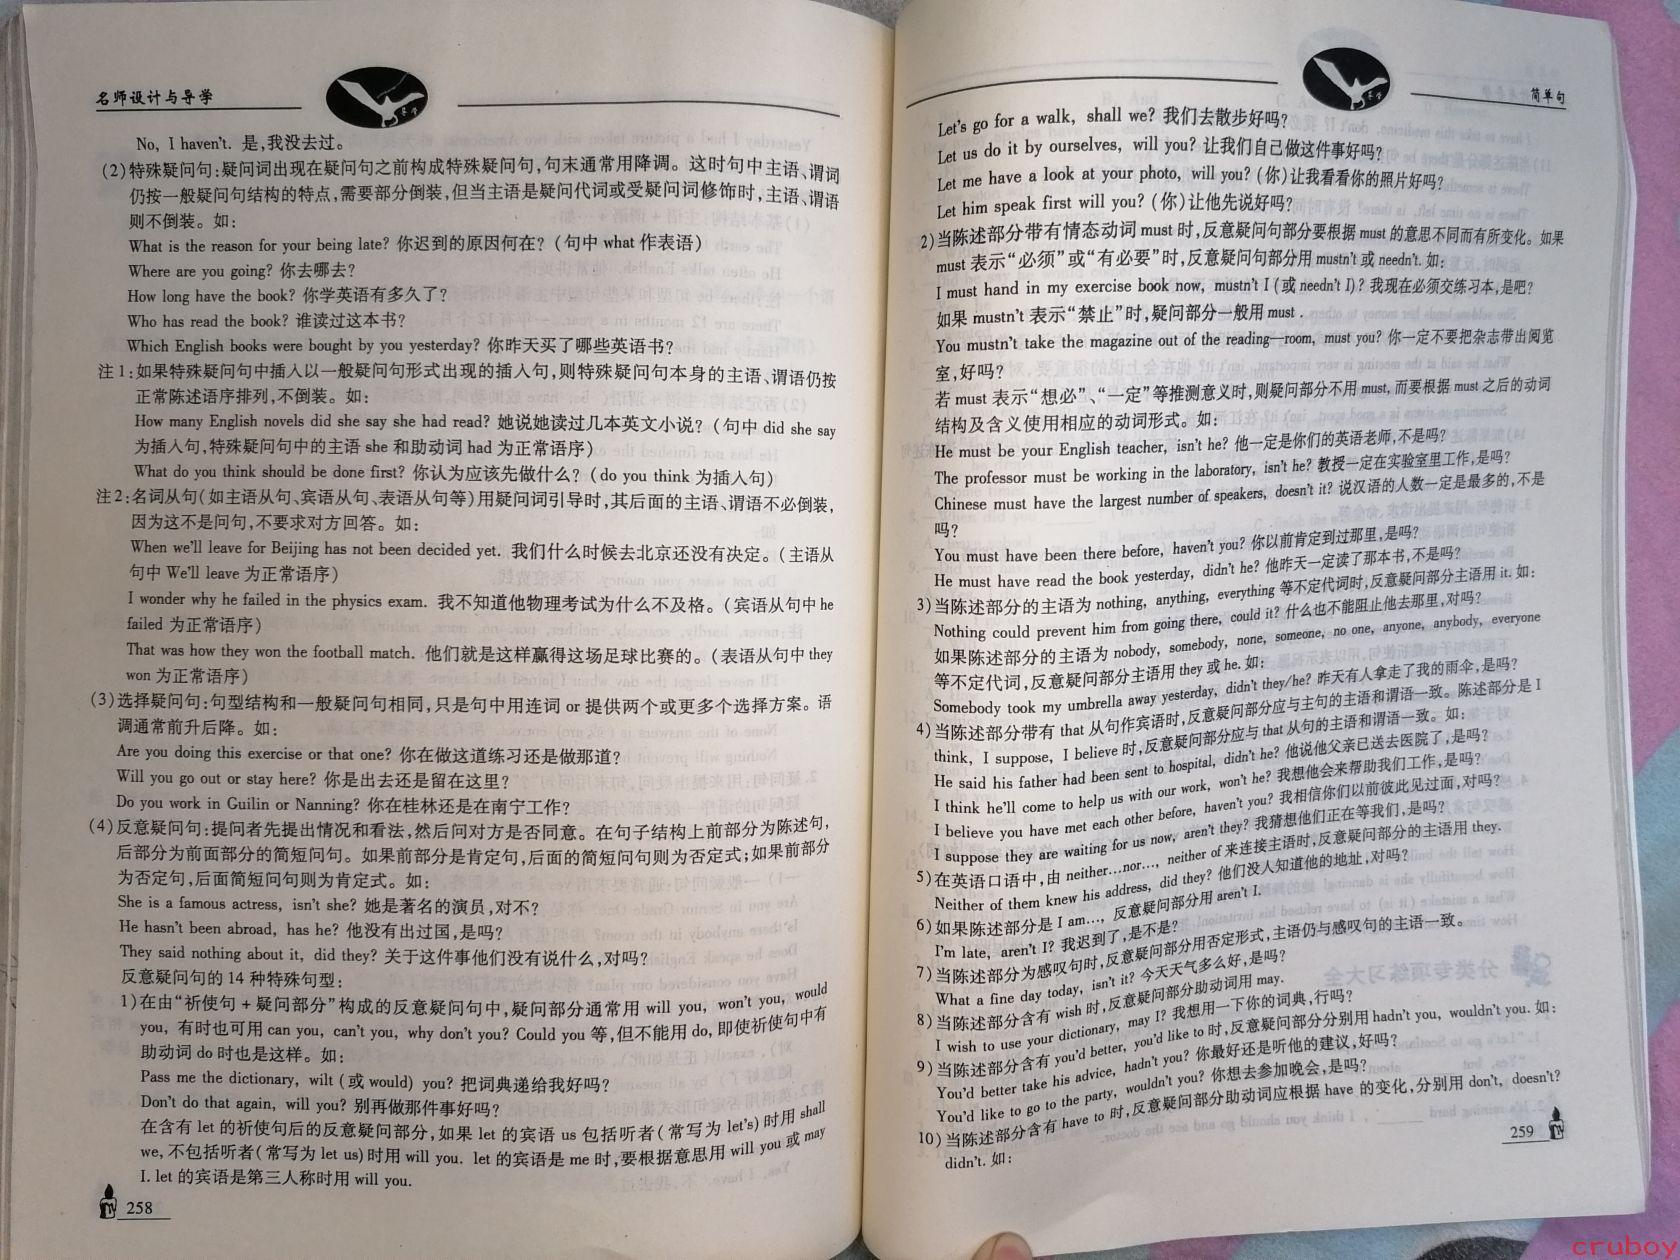 名师设计与导学
No, I haven't. 是,我没去过。
(2)特殊疑问句:疑问词出现在疑问句之前构成特殊疑问句,句末通常用降调。这时句中主语、谓词
仍按一般疑问句结构的特点,需要部分倒装,但当主语是疑问代词或受疑问词修饰时,主语、谓语
则不倒装。如:
What is the reason for your being late? 你迟到的原因何在?(句中 what 作表语)
Where are you going? 你去哪去?
How long have the book? 你学英语有多久了?
Who has read the book? 谁读过这本书?
Which English books were bought by you yesterday? 你昨天买了哪些英语书?
注1:如果特殊疑问句中插入以一般疑问句形式出现的插入句,则特殊疑问句本身的主语、谓语仍按
正常陈述语序排列,不倒装。如:
How many English novels did she say she had read? 她说她读过几本英文小说?(句中 did she say
为插入句,特殊疑问句中的主语 she 和助动词 had 为正常语序)
What do you think should be done first? 你认为应该先做什么?(do you think 为插人句)
注2:名词从句(如主语从句、宾语从句、表语从句等)用疑问词引导时,其后面的主语、谓语不必倒装,
因为这不是问句,不要求对方回答。如:
When we'll leave for Beijing has not been decided yet. 我们什么时候去北京还没有决定。(主语从
句中 We'll leave 为正常语序)
I wonder why he failed in the physics exam. 我不知道他物理考试为什么不及格。(宾语从句中 he
failed 为正常语序)
That was how they won the football match. 他们就是这样赢得这场足球比赛的。(表语从句中 they
won 为正常语序)
(3)选择疑问句:句型结构和一般疑问句相同,只是句中用连词 or 提供两个或更多个选择方案。语
调通常前升后降。如:
Are you doing this exercise or that one? 你在做这道练习还是做那道?
Will you go out or stay here? 你是出去还是留在这里?
Do you work in Guilin or Nanning? 你在桂林还是在南宁工作?
(4)反意疑问句:提问者先提出情况和看法,然后问对方是否同意。在句子结构上前部分为陈述句,
后部分为前面部分的简短问句。如果前部分是肯定句,后面的简短问句则为否定式;如果前部分
为否定句,后面简短问句则为肯定式。如:
She is a famous actress, isn't she? 她是著名的演员,对不?
He hasn't been abroad, has he? 他没有出过国,是吗?
They said nothing about it, did they? 关于这件事他们没有说什么,对吗?
反意疑问句的14种特殊句型:
1)在由“祈使句+疑问部分”构成的反意疑问句中,疑问部分通常用 will you, won't you, would
you, 有时也可用 can you, can't you, why don't you? Could you 等,但不能用 do, 即使祈使句中有
助动词 do 时也是这样。如:
Pass me the dictionary, wilt (或 would) you? 把词典递给我好吗?
Don't do that again, will you? 别再做那件事好吗?
在含有 let 的祈使句后的反意疑问部分,如果 let 的宾语 us 包括听者(常写为 let's)时用 shall
we, 不包括听者(常写为 let us)时用 will you. let 的宾语是 me 时,要根据意思用 will you 或 may
I. let 的宾语是第三人称时用 will you.
258
简单句
Let's go for a walk, shall we? 我们去散步好吗?
Let us do it by ourselves, will you? 让我们自己做这件事好吗?
Let me have a look at your photo, will you? (你)让我看看你的照片好吗?
Let him speak first will you? (你)让他先说好吗?
2)当陈述部分带有情态动词 must 时,反意疑问句部分要根据 must 的意思不同而有所变化。如果
must 表示“必须”或“有必要”时,反意疑问句部分用 mustn't 或 needn't. 如:
I must hand in my exercise book now, mustn't I (或 needn't I)? 我现在必须交练习本,是吧?
如果 mustn't 表示“禁止”时,疑问部分一般用 must .
You mustn't take the magazine out of the reading—room, must you? 你一定不要把杂志带出阅览
室,好吗?
若 must 表示“想必”、“一定”等推测意义时,则疑问部分不用 must, 而要根据 must 之后的动词
结构及含义使用相应的动词形式。如:
He must be your English teacher, isn't he? 他一定是你们的英语老师,不是吗?
The professor must be working in the laboratory, isn't he? 教授一定在实验室里工作,是吗?
Chinese must have the largest number of speakers, doesn't it? 说汉语的人数一定是最多的,不是
吗?
You must have been there before, haven't you? 你以前肯定到过那里,是吗?
He must have read the book yesterday, didn't he? 他昨天一定读了那本书,不是吗?
3)当陈述部分的主语为 nothing, anything, everything 等不定代词时,反意疑问部分主语用 it. 如:
Nothing could prevent him from going there, could it? 什么也不能阻止他去那里,对吗?
如果陈述部分的主语为 nobody, somebody, none, someone, no one, anyone, anybody, everyone
等不定代词,反意疑问部分主语用 they 或 he. 如:
Somebody took my umbrella away yesterday, didn't they/he? 昨天有人拿走了我的雨伞,是吗?
4)当陈述部分带有 that 从句作宾语时,反意疑问部分应与主句的主语和谓语一致。陈述部分是 I
think, I suppose, I believe 时,反意疑问部分应与 that 从句的主语和谓语一致。如:
He said his father had been sent to hospital, didn't he? 他说他父亲已送去医院了,是吗?
I think he'll come to help us with our work, won't he? 我想他会来帮助我们工作,是吗?
I believe you have met each other before, haven't you? 我相信你们以前彼此见过面,对吗?
I suppose they are waiting for us now, aren't they? 我猜想他们正在等我们,是吗?
5)在英语口语中,由 neither…nor…, neither of 来连接主语时,反意疑问部分的主语用 they.
Neither of them knew his address, did they? 他们没人知道他的地址,对吗?
6)如果陈述部分是 I am…, 反意疑问部分用 aren't I.
I'm late, aren't I? 我迟到了,是不是?
7)当陈述部分为感叹句时,反意疑问部分用否定形式,主语仍与感叹句的主语一致。
What a fine day today, isn't it? 今天天气多么好,是吗?
8)当陈述部分含有 wish 时,反意疑问部分助动词用 may.
I wish to use your dictionary, may I? 我想用一下你的词典,行吗?
9)当陈述部分含有 you'd better, you'd like to 时,反意疑问部分分别用 hadn't you, wouldn't you. 如:
You'd better take his advice, hadn't you? 你最好还是听他的建议,好吗?
You'd like to go to the party, wouldn't you? 你想去参加晚会,是吗?
10)当陈述部分含有 have to 时,反意疑问部分助动词应根据 have 的变化,分别用 don't, doesn't?
didn't. 如:
259
cruboy